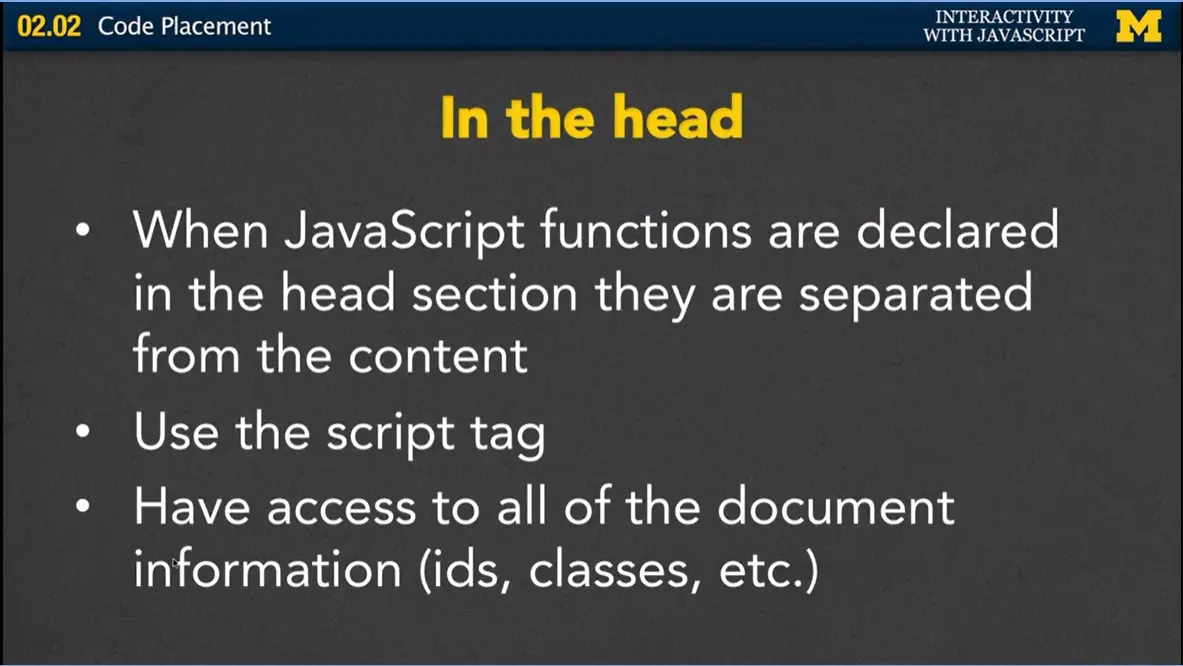 02.02 Code Placement
INTERACTIVITY
WITH JAVASCRIPT
M
In the head
• When JavaScript functions are declared
in the head section they are separated
from the content
• Use the script tag
• Have access to all of the document
information (ids, classes, etc.)